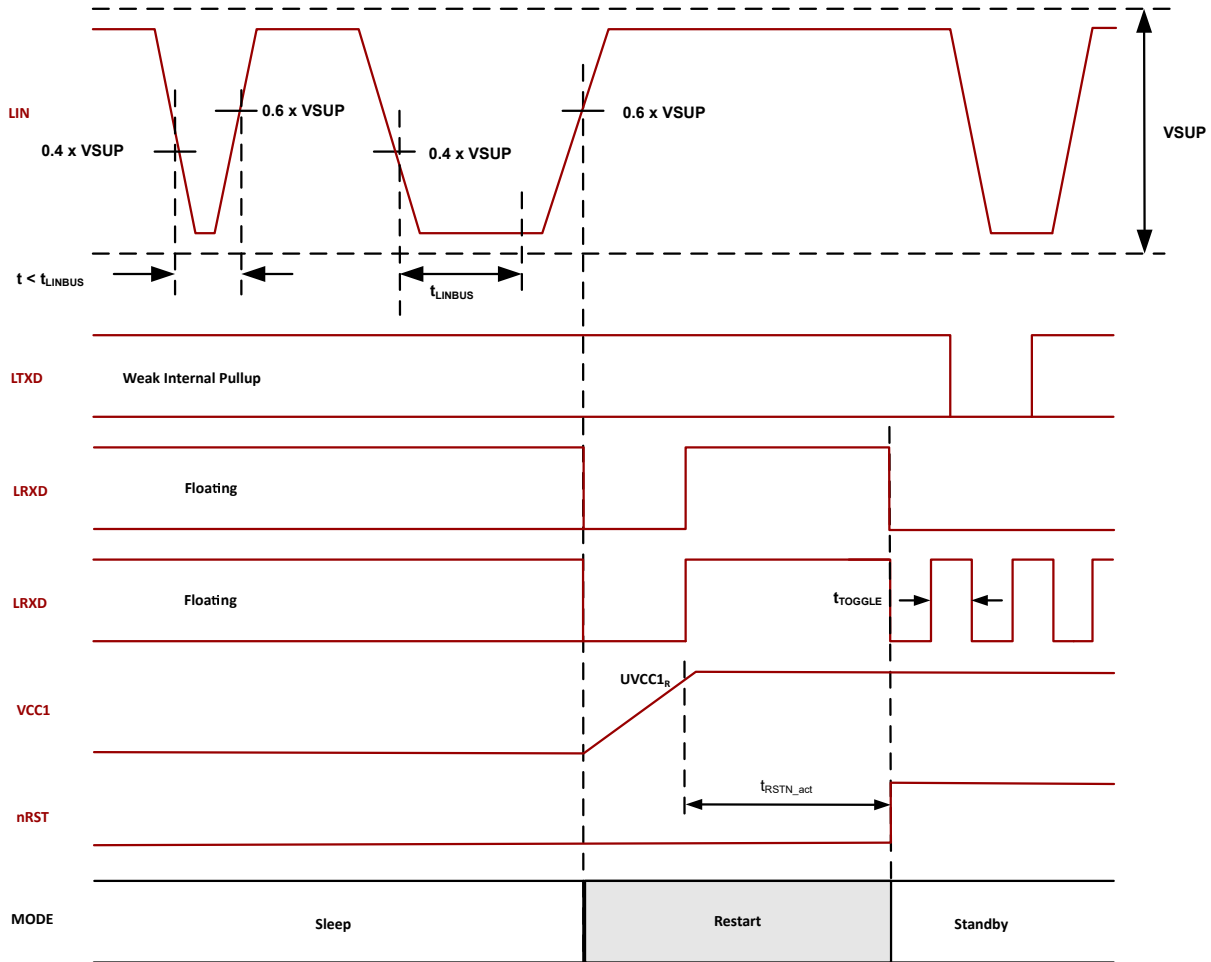 LIN
0.6 x VSUP
0.6 x VSUP
VSUP
0.4 x VSUP
0.4 x VSUP
t < tLINBUS
tLINBUS
LTXD
Weak Internal Pullup
LRXD
Floating
LRXD
Floating
tTOGGLE
UVCC1R
VCC1
tRSTN_act
nRST
MODE
Sleep
Restart
Standby